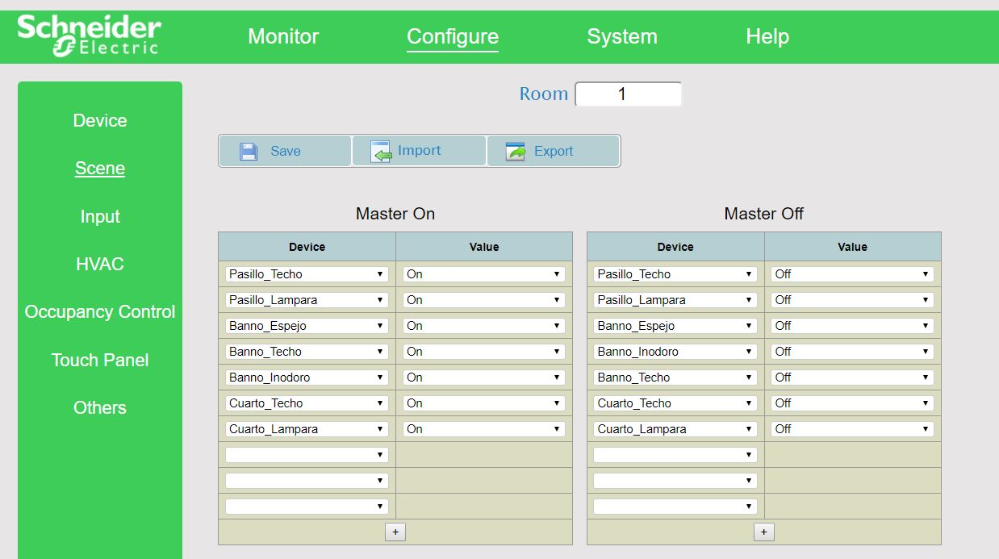 Schneider Electric
Monitor Configure System Help
Device
Scene
Input
HVAC
Occupancy Control
Touch Panel
Others
Room 1
Save Import Export
Master On
Device Value
Pasillo_Techo On
Pasillo_Lampara On
Banno_Espejo On
Banno_Techo On
Banno_Inodoro On
Cuarto_Techo On
Cuarto_Lampara On
+
Master Off
Device Value
Pasillo_Techo Off
Pasillo_Lampara Off
Banno_Espejo Off
Banno_Inodoro Off
Banno_Techo Off
Cuarto_Techo Off
Cuarto_Lampara Off
+